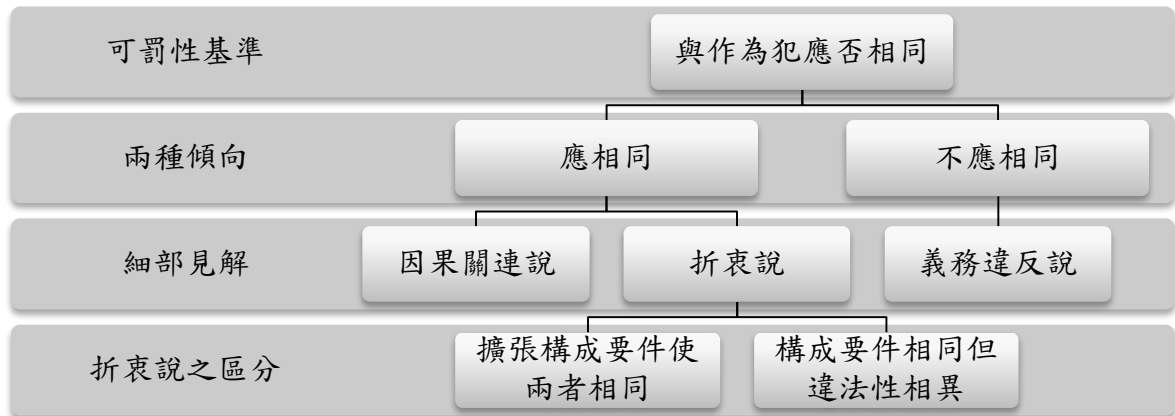 可罰性基準
與作為犯應否相同
兩種傾向
應相同
不應相同
細部見解
因果關連說
折衷說
義務違反說
折衷說之區分
擴張構成要件使
兩者相同
構成要件相同但
違法性相異